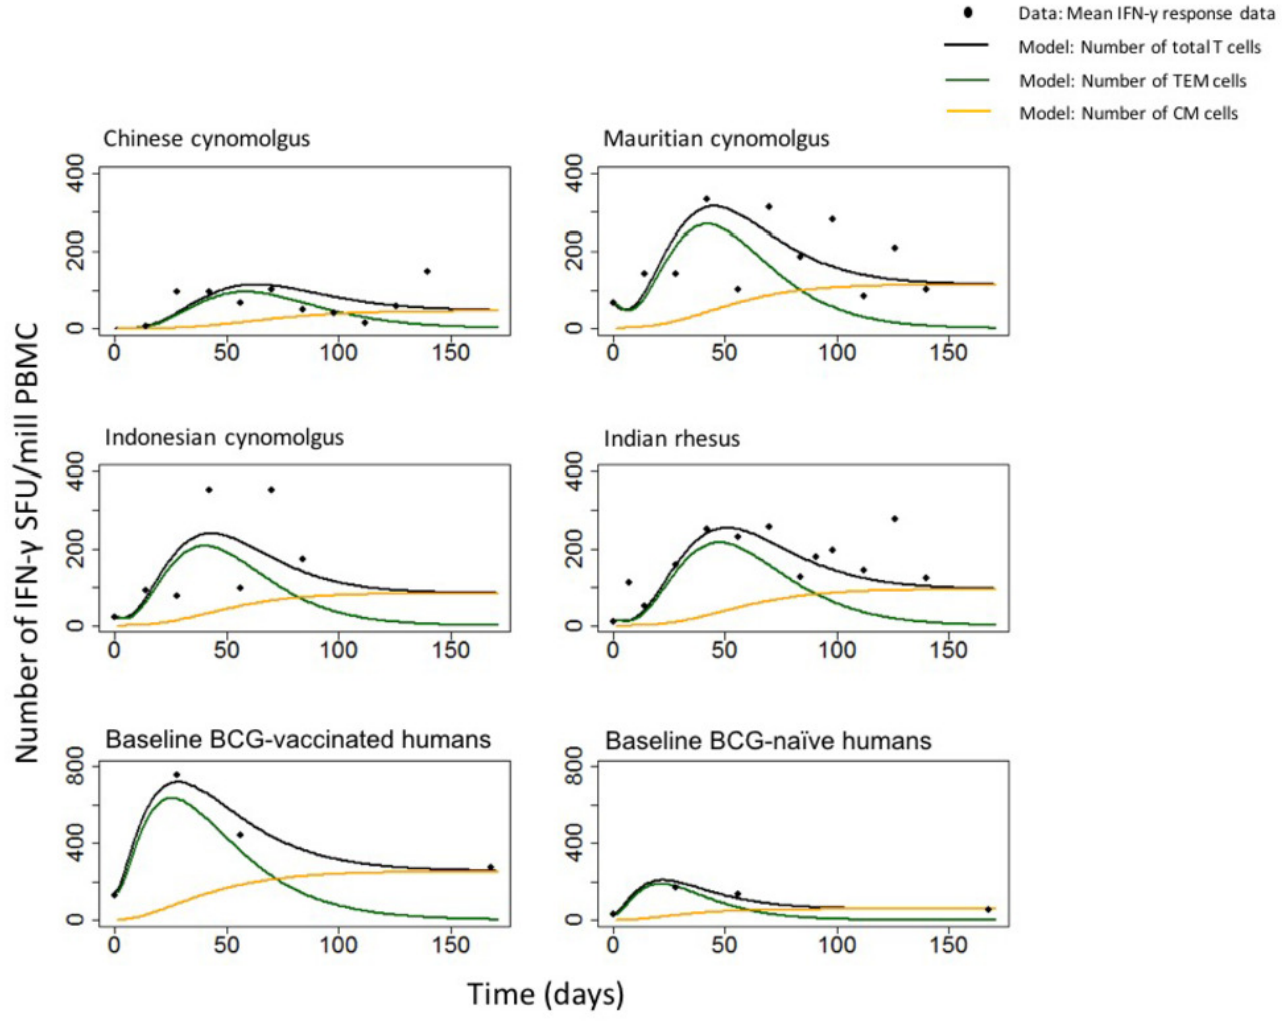 Data: Mean IFN-γ response data
Model: Number of total T cells
Model: Number of TEM cells
Model: Number of CM cells
Number of IFN-γ SFU/mill PBMC
Chinese cynomolgus
400
200
0
0 50 100 150
Mauritian cynomolgus
400
200
0
0 50 100 150
Indonesian cynomolgus
400
200
0
0 50 100 150
Indian rhesus
400
200
0
0 50 100 150
Baseline BCG-vaccinated humans
800
400
0
0 50 100 150
Baseline BCG-naïve humans
800
400
0
0 50 100 150
Time (days)